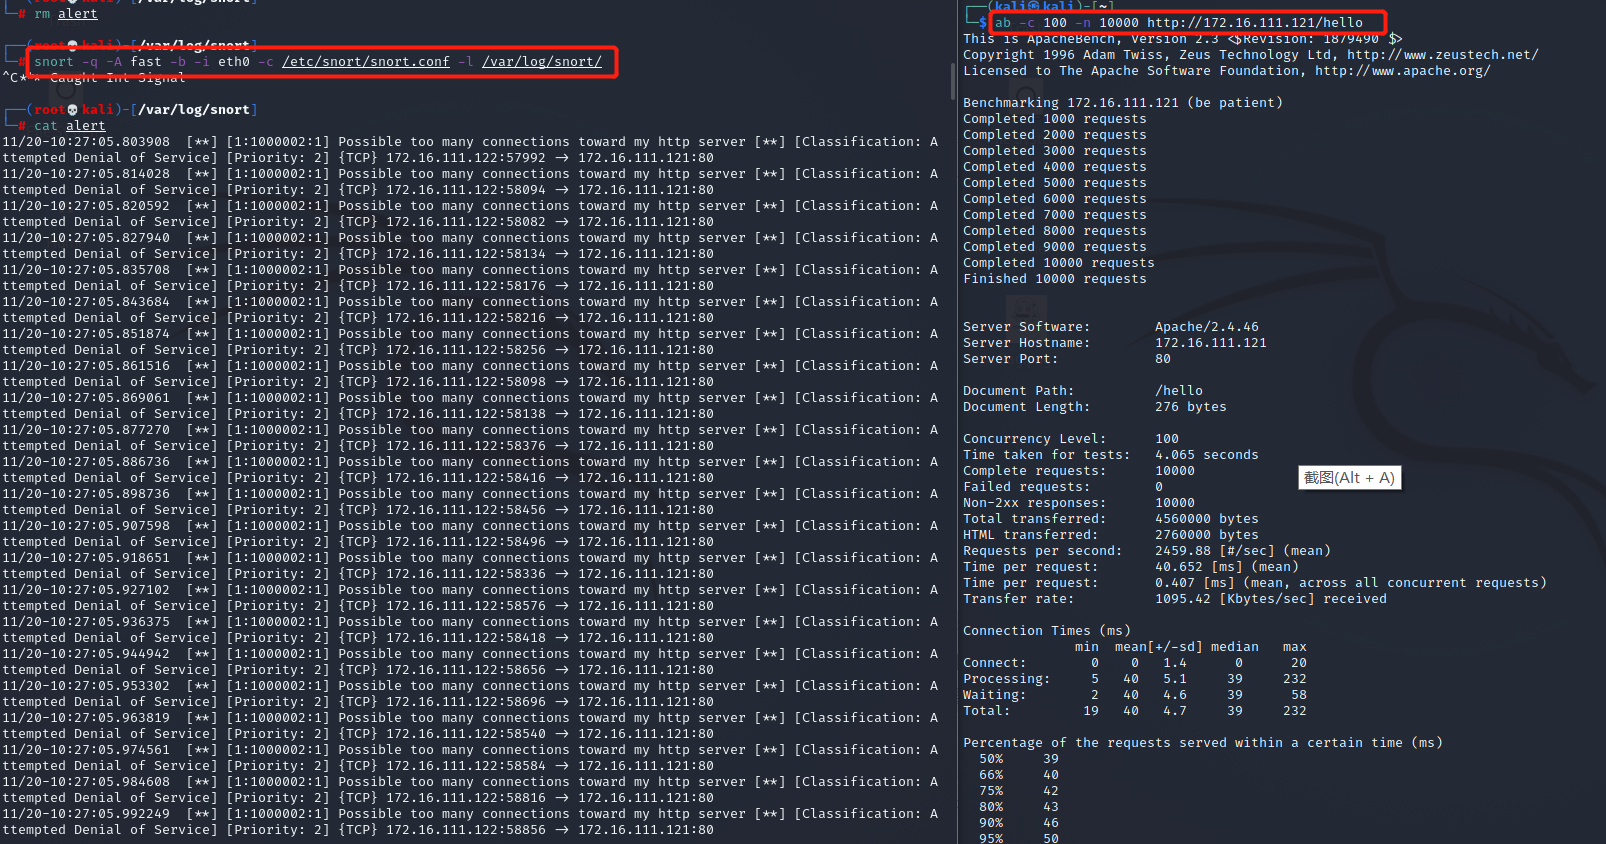 (root💀kali)-[/var/log/snort]
# rm alert
(root💀kali)-[/var/log/snort]
# snort -q -A fast -b -i eth0 -c /etc/snort/snort.conf -l /var/log/snort/
^C*** Caught Int Signal
(root💀kali)-[/var/log/snort]
# cat alert
11/20-10:27:05.803908  [**] [1:1000002:1] Possible too many connections toward my http server [**] [Classification: A
ttempted Denial of Service] [Priority: 2] {TCP} 172.16.111.122:57992 → 172.16.111.121:80
11/20-10:27:05.814028  [**] [1:1000002:1] Possible too many connections toward my http server [**] [Classification: A
ttempted Denial of Service] [Priority: 2] {TCP} 172.16.111.122:58094 → 172.16.111.121:80
11/20-10:27:05.820592  [**] [1:1000002:1] Possible too many connections toward my http server [**] [Classification: A
ttempted Denial of Service] [Priority: 2] {TCP} 172.16.111.122:58082 → 172.16.111.121:80
11/20-10:27:05.827940  [**] [1:1000002:1] Possible too many connections toward my http server [**] [Classification: A
ttempted Denial of Service] [Priority: 2] {TCP} 172.16.111.122:58134 → 172.16.111.121:80
11/20-10:27:05.835708  [**] [1:1000002:1] Possible too many connections toward my http server [**] [Classification: A
ttempted Denial of Service] [Priority: 2] {TCP} 172.16.111.122:58176 → 172.16.111.121:80
11/20-10:27:05.843684  [**] [1:1000002:1] Possible too many connections toward my http server [**] [Classification: A
ttempted Denial of Service] [Priority: 2] {TCP} 172.16.111.122:58216 → 172.16.111.121:80
11/20-10:27:05.851874  [**] [1:1000002:1] Possible too many connections toward my http server [**] [Classification: A
ttempted Denial of Service] [Priority: 2] {TCP} 172.16.111.122:58256 → 172.16.111.121:80
11/20-10:27:05.861516  [**] [1:1000002:1] Possible too many connections toward my http server [**] [Classification: A
ttempted Denial of Service] [Priority: 2] {TCP} 172.16.111.122:58098 → 172.16.111.121:80
11/20-10:27:05.869061  [**] [1:1000002:1] Possible too many connections toward my http server [**] [Classification: A
ttempted Denial of Service] [Priority: 2] {TCP} 172.16.111.122:58138 → 172.16.111.121:80
11/20-10:27:05.877270  [**] [1:1000002:1] Possible too many connections toward my http server [**] [Classification: A
ttempted Denial of Service] [Priority: 2] {TCP} 172.16.111.122:58376 → 172.16.111.121:80
11/20-10:27:05.886736  [**] [1:1000002:1] Possible too many connections toward my http server [**] [Classification: A
ttempted Denial of Service] [Priority: 2] {TCP} 172.16.111.122:58416 → 172.16.111.121:80
11/20-10:27:05.898736  [**] [1:1000002:1] Possible too many connections toward my http server [**] [Classification: A
ttempted Denial of Service] [Priority: 2] {TCP} 172.16.111.122:58456 → 172.16.111.121:80
11/20-10:27:05.907598  [**] [1:1000002:1] Possible too many connections toward my http server [**] [Classification: A
ttempted Denial of Service] [Priority: 2] {TCP} 172.16.111.122:58496 → 172.16.111.121:80
11/20-10:27:05.918651  [**] [1:1000002:1] Possible too many connections toward my http server [**] [Classification: A
ttempted Denial of Service] [Priority: 2] {TCP} 172.16.111.122:58336 → 172.16.111.121:80
11/20-10:27:05.927102  [**] [1:1000002:1] Possible too many connections toward my http server [**] [Classification: A
ttempted Denial of Service] [Priority: 2] {TCP} 172.16.111.122:58576 → 172.16.111.121:80
11/20-10:27:05.936375  [**] [1:1000002:1] Possible too many connections toward my http server [**] [Classification: A
ttempted Denial of Service] [Priority: 2] {TCP} 172.16.111.122:58418 → 172.16.111.121:80
11/20-10:27:05.944942  [**] [1:1000002:1] Possible too many connections toward my http server [**] [Classification: A
ttempted Denial of Service] [Priority: 2] {TCP} 172.16.111.122:58656 → 172.16.111.121:80
11/20-10:27:05.953302  [**] [1:1000002:1] Possible too many connections toward my http server [**] [Classification: A
ttempted Denial of Service] [Priority: 2] {TCP} 172.16.111.122:58696 → 172.16.111.121:80
11/20-10:27:05.963819  [**] [1:1000002:1] Possible too many connections toward my http server [**] [Classification: A
ttempted Denial of Service] [Priority: 2] {TCP} 172.16.111.122:58540 → 172.16.111.121:80
11/20-10:27:05.974561  [**] [1:1000002:1] Possible too many connections toward my http server [**] [Classification: A
ttempted Denial of Service] [Priority: 2] {TCP} 172.16.111.122:58584 → 172.16.111.121:80
11/20-10:27:05.984608  [**] [1:1000002:1] Possible too many connections toward my http server [**] [Classification: A
ttempted Denial of Service] [Priority: 2] {TCP} 172.16.111.122:58816 → 172.16.111.121:80
11/20-10:27:05.992249  [**] [1:1000002:1] Possible too many connections toward my http server [**] [Classification: A
ttempted Denial of Service] [Priority: 2] {TCP} 172.16.111.122:58856 → 172.16.111.121:80
(kali㉿kali)-[~]
$ ab -c 100 -n 10000 http://172.16.111.121/hello
This is ApacheBench, Version 2.3 <$Revision: 1879490 $>
Copyright 1996 Adam Twiss, Zeus Technology Ltd, http://www.zeustech.net/
Licensed to The Apache Software Foundation, http://www.apache.org/
Benchmarking 172.16.111.121 (be patient)
Completed 1000 requests
Completed 2000 requests
Completed 3000 requests
Completed 4000 requests
Completed 5000 requests
Completed 6000 requests
Completed 7000 requests
Completed 8000 requests
Completed 9000 requests
Completed 10000 requests
Finished 10000 requests
Server Software: Apache/2.4.46
Server Hostname: 172.16.111.121
Server Port: 80
Document Path: /hello
Document Length: 276 bytes
Concurrency Level: 100
Time taken for tests: 4.065 seconds
Complete requests: 10000
Failed requests: 0
Non-2xx responses: 10000
Total transferred: 4560000 bytes
HTML transferred: 2760000 bytes
Requests per second: 2459.88 [#/sec] (mean)
Time per request: 40.652 [ms] (mean)
Time per request: 0.407 [ms] (mean, across all concurrent requests)
Transfer rate: 1095.42 [Kbytes/sec] received
Connection Times (ms)
min mean[+/-sd] median max
Connect: 0 0 1.4 0 20
Processing: 5 40 5.1 39 232
Waiting: 2 40 4.6 39 58
Total: 19 40 4.7 39 232
Percentage of the requests served within a certain time (ms)
50% 39
66% 40
75% 42
80% 43
90% 46
95% 50
截图(Alt + A)